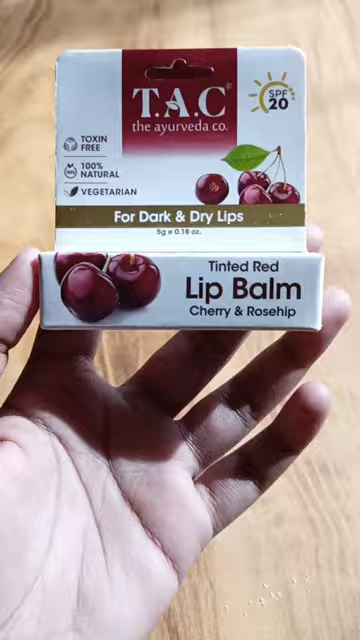 T.A.C®
the ayurveda co.
SPF
20
TOXIN
FREE
100%
100%
NATURAL
VEGETARIAN
For Dark & Dry Lips
5g e 0.18 oz.
Tinted Red
Lip Balm
Cherry & Rosehip